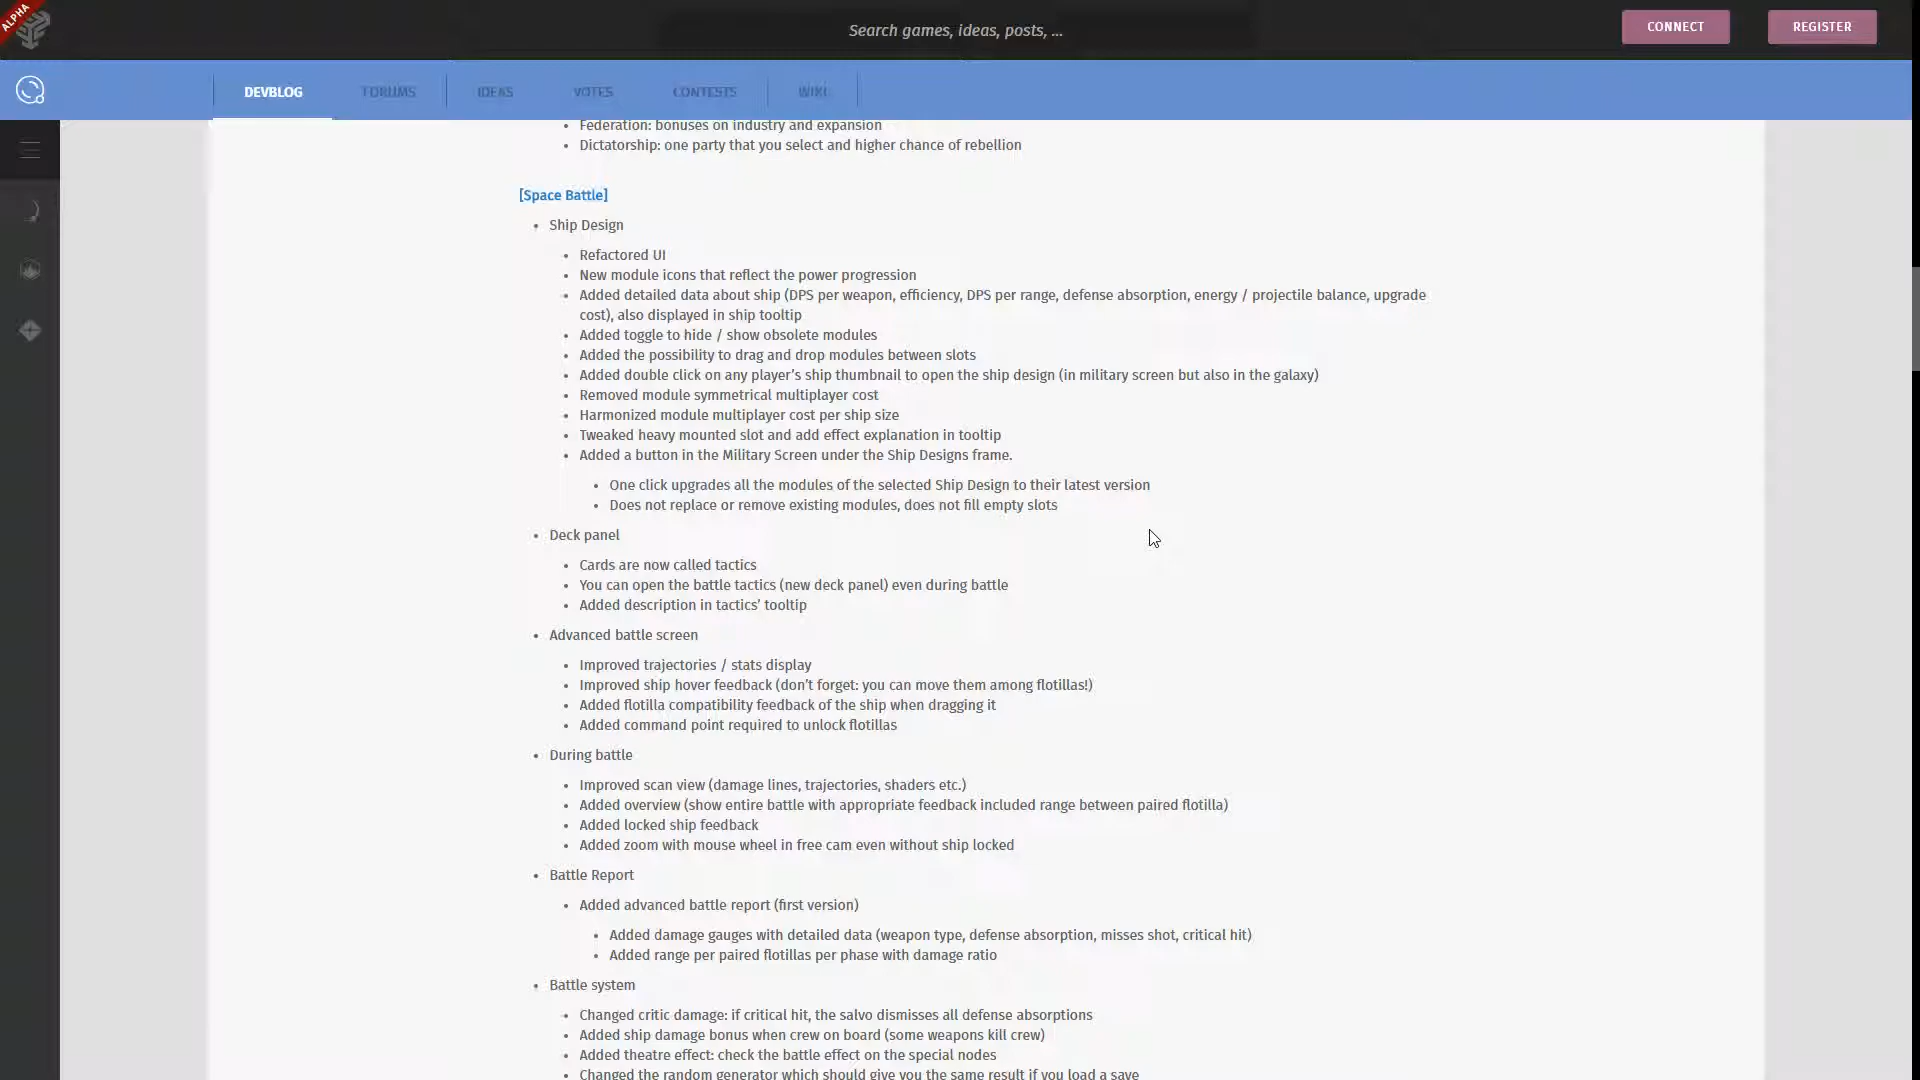 ALPHA
Search games, ideas, posts, ...
CONNECT
REGISTER
DEVBLOG
FORUMS
IDEAS
VOTES
CONTESTS
WIKI
Federation: bonuses on industry and expansion
Dictatorship: one party that you select and higher chance of rebellion
[Space Battle]
Ship Design
Refactored UI
New module icons that reflect the power progression
Added detailed data about ship (DPS per weapon, efficiency, DPS per range, defense absorption, energy / projectile balance, upgrade
cost), also displayed in ship tooltip
Added toggle to hide / show obsolete modules
Added the possibility to drag and drop modules between slots
Added double click on any player's ship thumbnail to open the ship design (in military screen but also in the galaxy)
Removed module symmetrical multiplayer cost
Harmonized module multiplayer cost per ship size
Tweaked heavy mounted slot and add effect explanation in tooltip
Added a button in the Military Screen under the Ship Designs frame.
One click upgrades all the modules of the selected Ship Design to their latest version
Does not replace or remove existing modules, does not fill empty slots
Deck panel
Cards are now called tactics
You can open the battle tactics (new deck panel) even during battle
Added description in tactics' tooltip
Advanced battle screen
Improved trajectories / stats display
Improved ship hover feedback (don't forget: you can move them among flotillas!)
Added flotilla compatibility feedback of the ship when dragging it
Added command point required to unlock flotillas
During battle
Improved scan view (damage lines, trajectories, shaders etc.)
Added overview (show entire battle with appropriate feedback included range between paired flotilla)
Added locked ship feedback
Added zoom with mouse wheel in free cam even without ship locked
Battle Report
Added advanced battle report (first version)
Added damage gauges with detailed data (weapon type, defense absorption, misses shot, critical hit)
Added range per paired flotillas per phase with damage ratio
Battle system
Changed critic damage: if critical hit, the salvo dismisses all defense absorptions
Added ship damage bonus when crew on board (some weapons kill crew)
Added theatre effect: check the battle effect on the special nodes
Changed the random generator which should give you the same result if you load a save